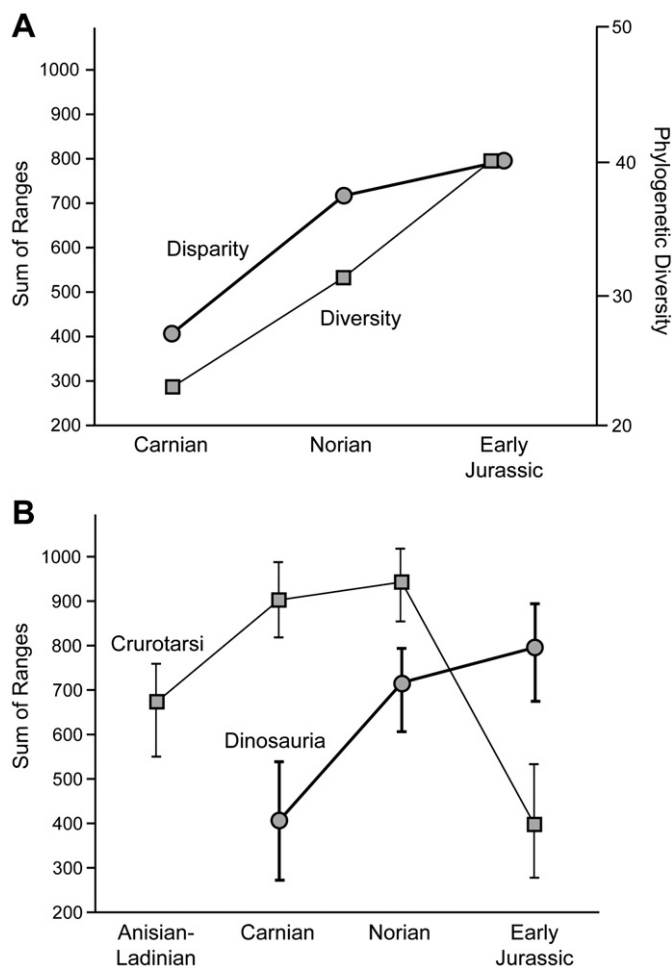 A
1000
900
800
700
600
500
400
300
200
Sum of Ranges
50
40
30
20
Phylogenetic Diversity
Disparity
Diversity
Carnian
Norian
Early
Jurassic
B
1000
900
800
700
600
500
400
300
200
Sum of Ranges
Crurotarsi
Dinosauria
Anisian-
Ladinian
Carnian
Norian
Early
Jurassic